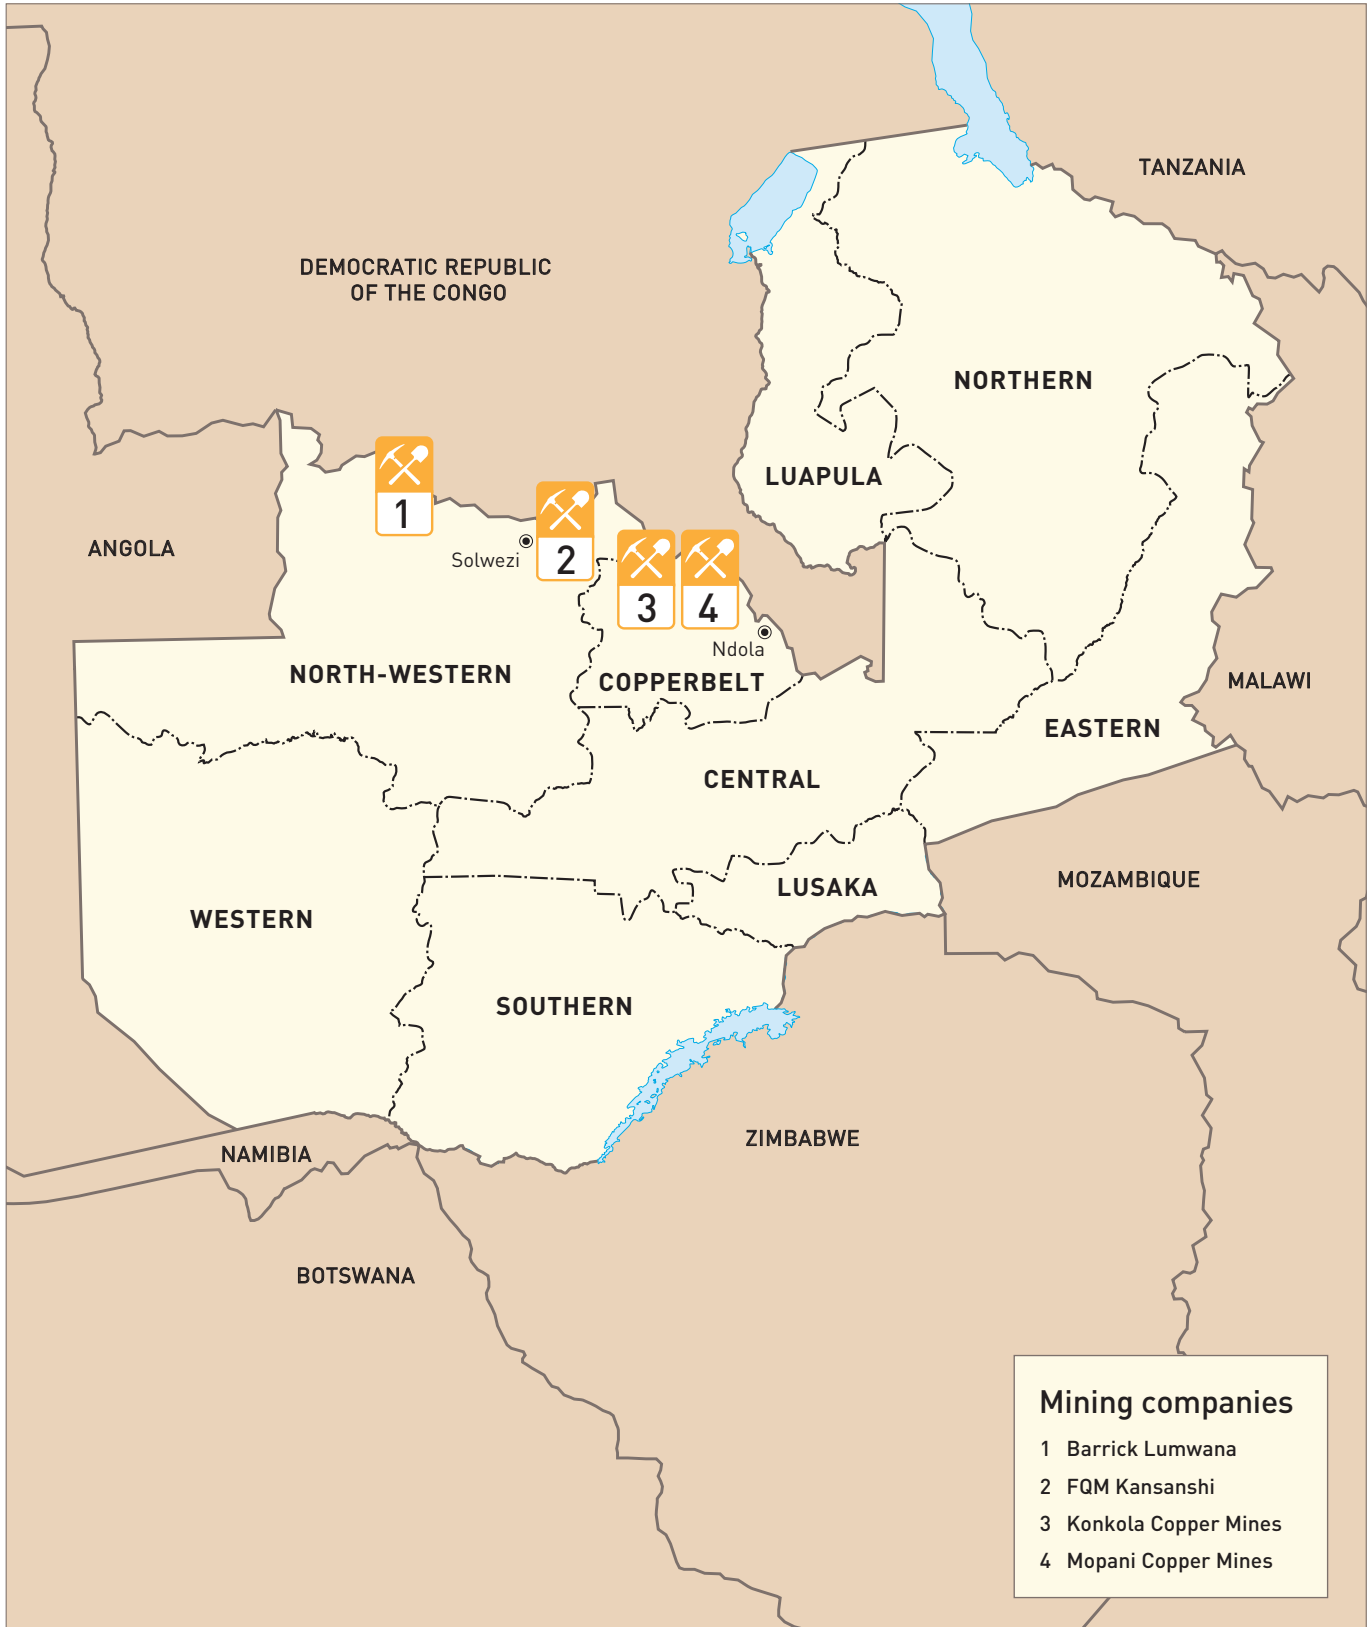 TANZANIA
DEMOCRATIC REPUBLIC
OF THE CONGO
NORTHERN
LUAPULA
1
ANGOLA
Solwezi
2
3
4
Ndola
NORTH-WESTERN
COPPERBELT
MALAWI
EASTERN
CENTRAL
MOZAMBIQUE
LUSAKA
WESTERN
SOUTHERN
ZIMBABWE
NAMIBIA
BOTSWANA
Mining companies
1 Barrick Lumwana
2 FQM Kansanshi
3 Konkola Copper Mines
4 Mopani Copper Mines